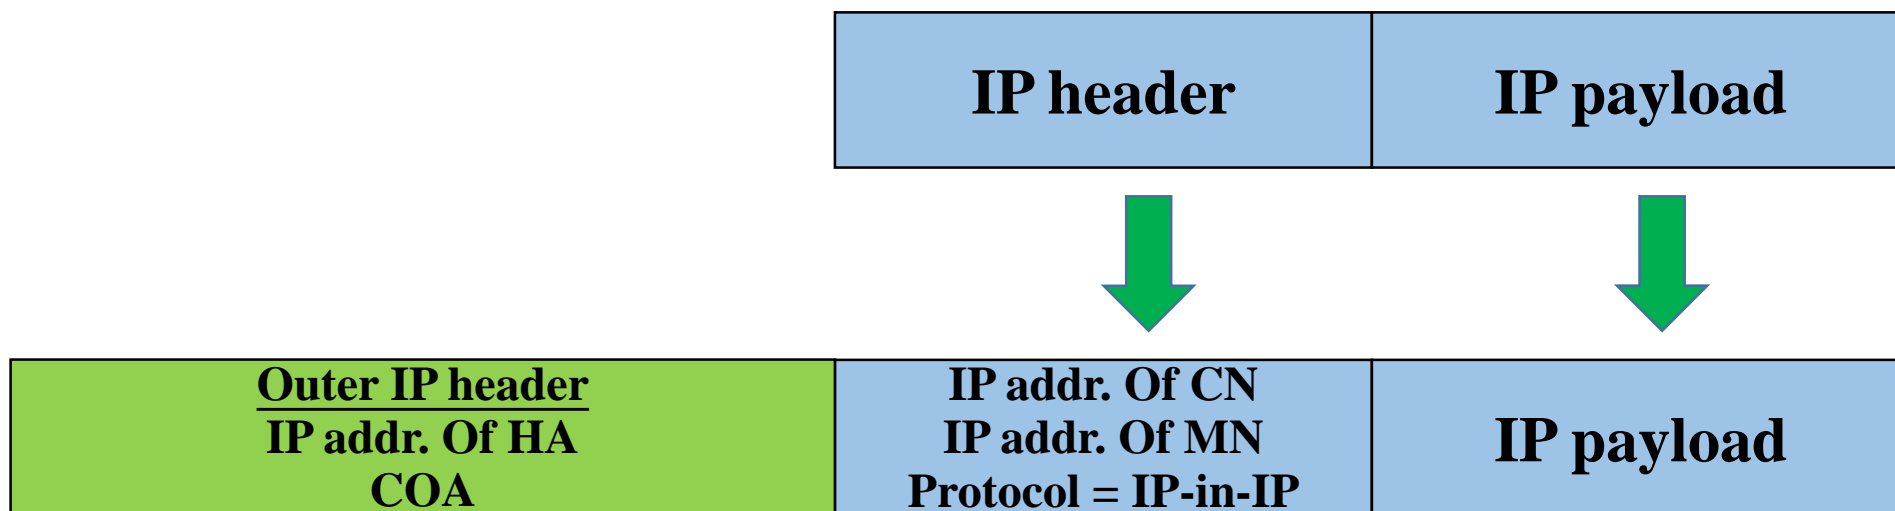 IP header
IP payload
Outer IP header
IP addr. Of HA
COA
IP addr. Of CN
IP addr. Of MN
Protocol = IP-in-IP
IP payload